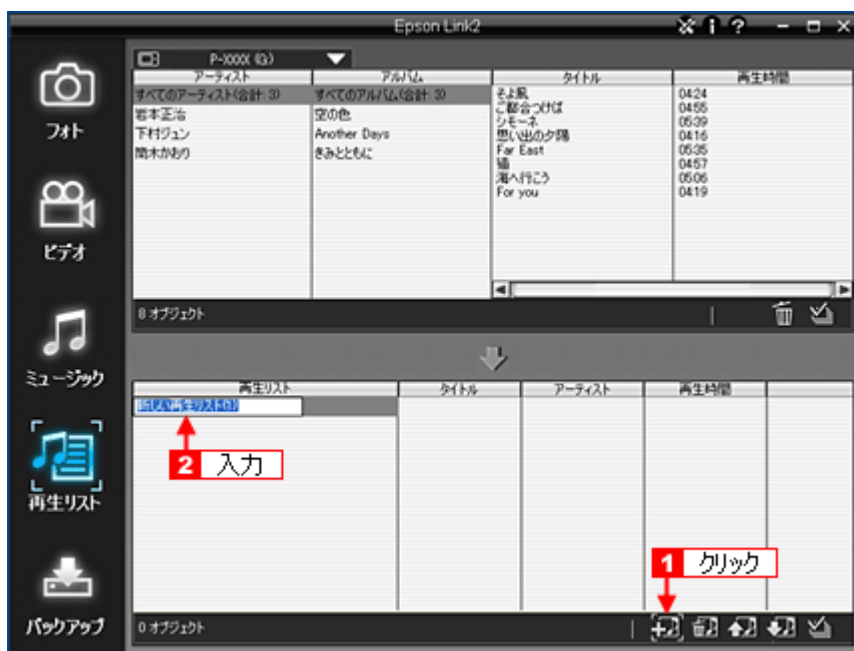 Epson Link2
P-XXXX (G)
アーティスト アルバム タイトル 再生時間
すべてのアーティスト(合計: 3) すべてのアルバム(合計: 3) そよ風 04:24
岩本正治 空の色 ご都合つけば 04:55
下村ジュン Another Days シモーネ 05:39
間木かおり きみとともに 思い出の夕陽 04:16
Far East 05:35
猫 04:57
海へ行こう 05:06
For you 04:19
8 オブジェクト
フォト
ビデオ
ミュージック
再生リスト
バックアップ
再生リスト タイトル アーティスト 再生時間
新しい再生リスト(1)
2 入力
1 クリック
0 オブジェクト